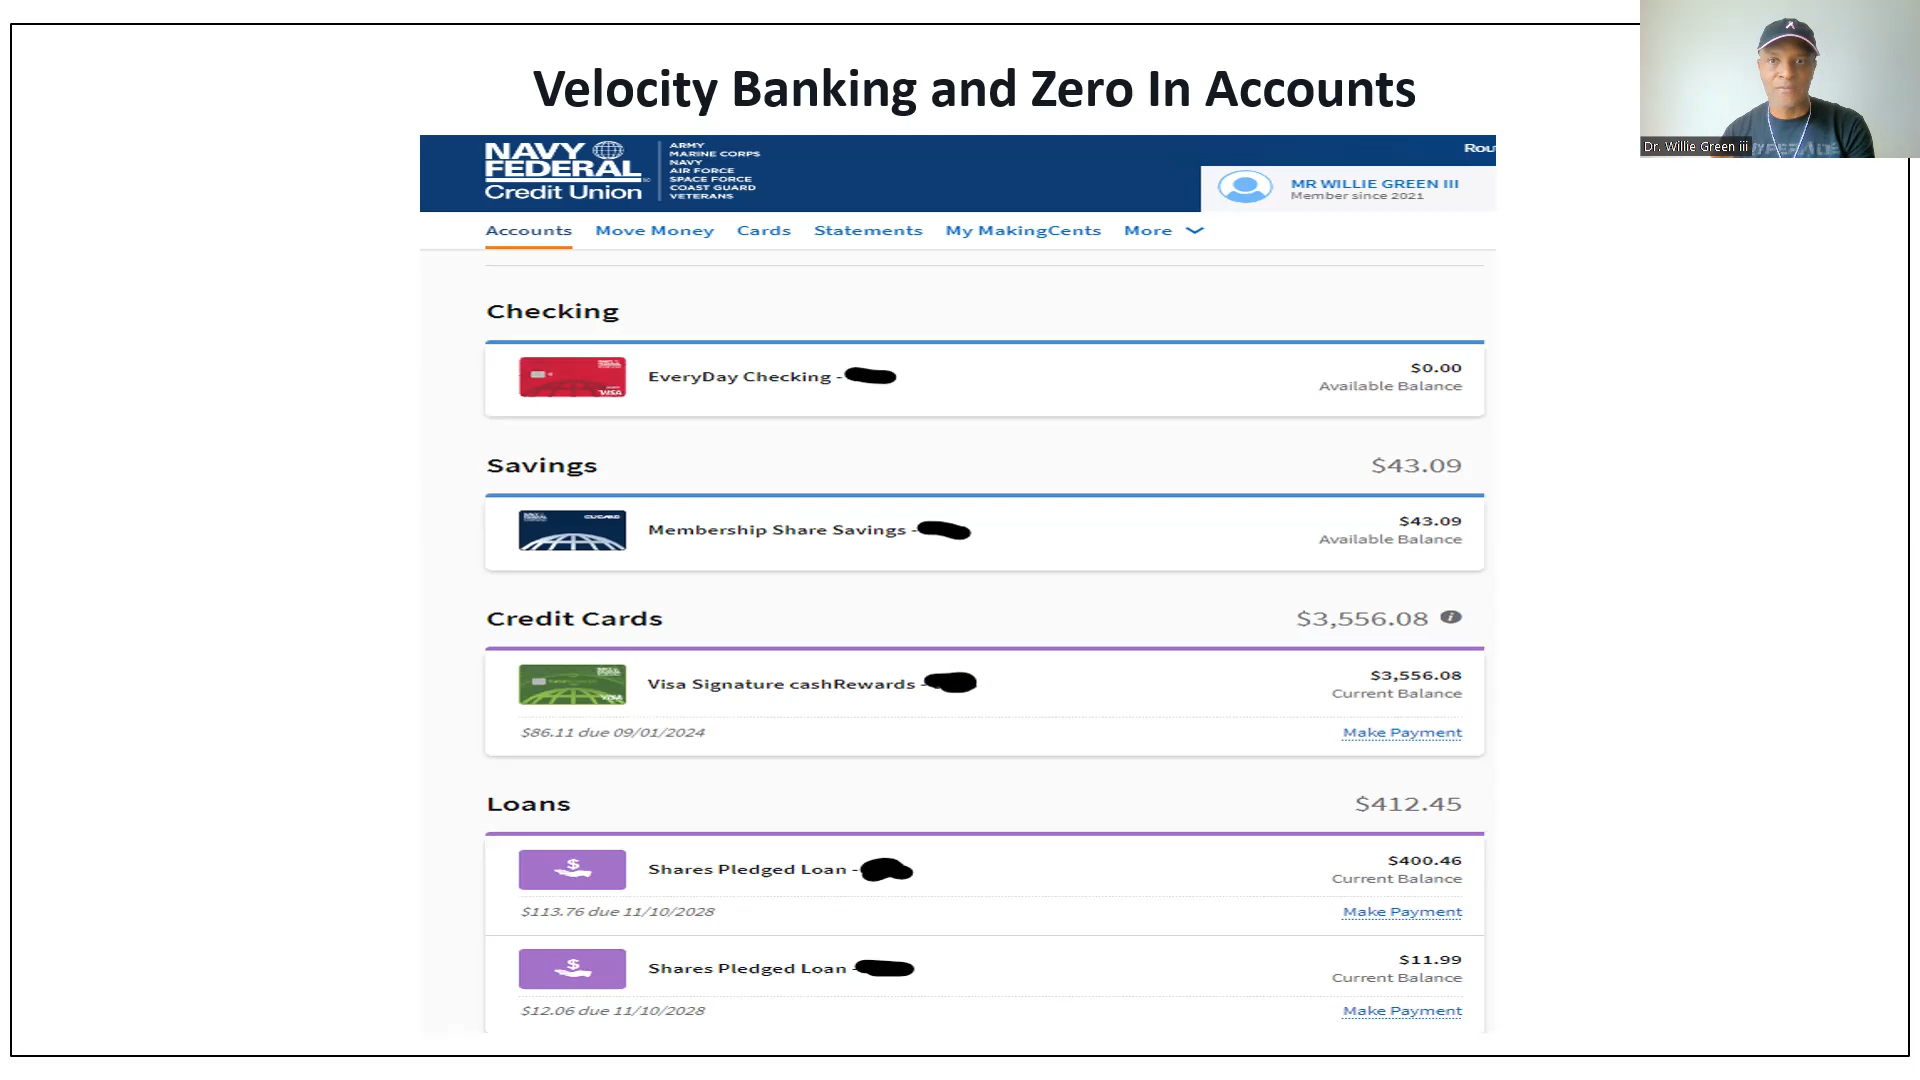 Velocity Banking and Zero In Accounts
Dr. Willie Green iii
NAVY
FEDERAL
Credit Union
ARMY
MARINE CORPS
NAVY
AIR FORCE
SPACE FORCE
COAST GUARD
VETERANS
Rou
MR WILLIE GREEN III
Member since 2021
Accounts Move Money Cards Statements My MakingCents More
Checking
EveryDay Checking -
$0.00
Available Balance
Savings $43.09
Membership Share Savings -
$43.09
Available Balance
Credit Cards $3,556.08
Visa Signature cashRewards -
$3,556.08
Current Balance
$86.11 due 09/01/2024 Make Payment
Loans $412.45
Shares Pledged Loan -
$400.46
Current Balance
$113.76 due 11/10/2028 Make Payment
Shares Pledged Loan -
$11.99
Current Balance
$12.06 due 11/10/2028 Make Payment